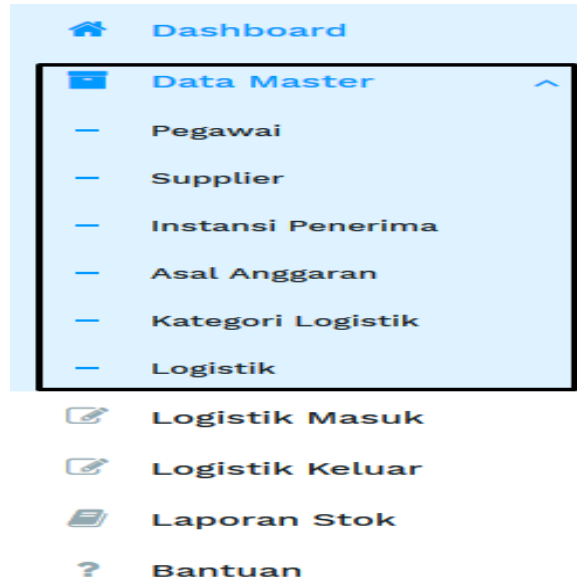 Dashboard
Data Master
Pegawai
Supplier
Instansi Penerima
Asal Anggaran
Kategori Logistik
Logistik
Logistik Masuk
Logistik Keluar
Laporan Stok
? Bantuan